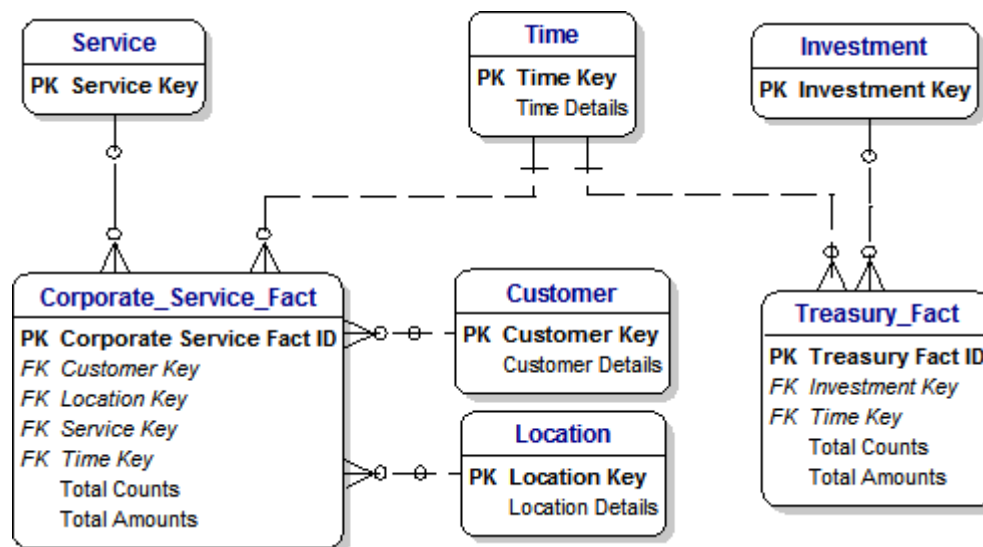 Service
PK Service Key
Time
PK Time Key
Time Details
Investment
PK Investment Key
Corporate_Service_Fact
PK Corporate Service Fact ID
FK Customer Key
FK Location Key
FK Service Key
FK Time Key
Total Counts
Total Amounts
Customer
PK Customer Key
Customer Details
Location
PK Location Key
Location Details
Treasury_Fact
PK Treasury Fact ID
FK Investment Key
FK Time Key
Total Counts
Total Amounts